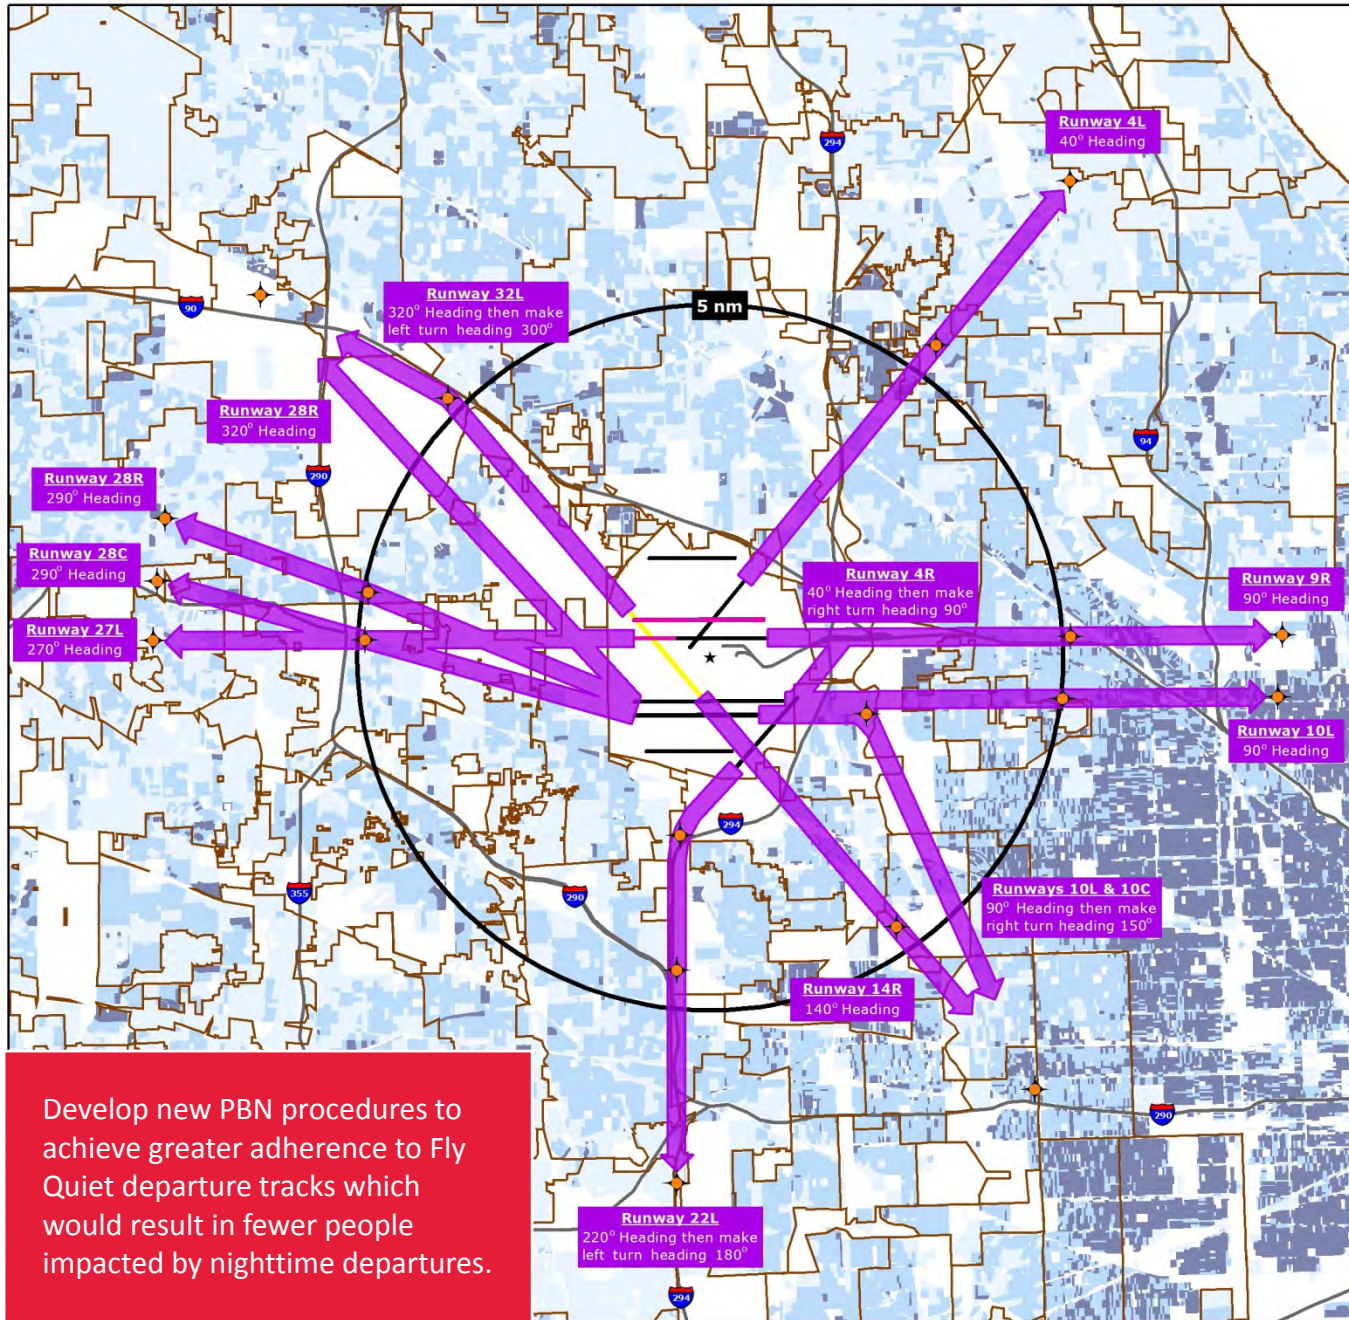 Runway 4L
40° Heading
294
Runway 32L
320° Heading then make
left turn heading 300°
5 nm
90
Runway 28R
320° Heading
94
290
Runway 28R
290° Heading
Runway 28C
290° Heading
Runway 4R
40° Heading then make
right turn heading 90°
Runway 9R
90° Heading
Runway 27L
270° Heading
Runway 10L
90° Heading
294
355
290
Runways 10L & 10C
90° Heading then make
right turn heading 150°
Runway 14R
140° Heading
290
Develop new PBN procedures to
achieve greater adherence to Fly
Quiet departure tracks which
would result in fewer people
impacted by nighttime departures.
Runway 22L
220° Heading then make
left turn heading 180°
294